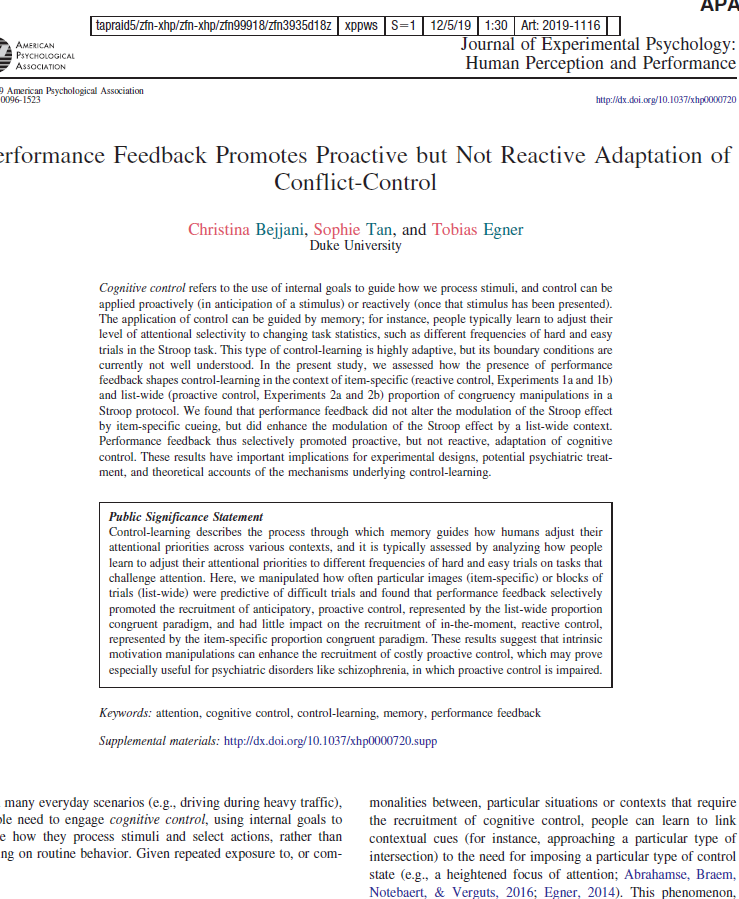 APA
tapraid5/zfn-xhp/zfn-xhp/zfn99918/zfn3935d18z xppws S=1 12/5/19 1:30 Art: 2019-1116
AMERICAN
PSYCHOLOGICAL
ASSOCIATION
Journal of Experimental Psychology:
Human Perception and Performance
9 American Psychological Association
0096-1523
http://dx.doi.org/10.1037/xhp0000720
erformance Feedback Promotes Proactive but Not Reactive Adaptation of
Conflict-Control
Christina Bejjani, Sophie Tan, and Tobias Egner
Duke University
Cognitive control refers to the use of internal goals to guide how we process stimuli, and control can be
applied proactively (in anticipation of a stimulus) or reactively (once that stimulus has been presented).
The application of control can be guided by memory; for instance, people typically learn to adjust their
level of attentional selectivity to changing task statistics, such as different frequencies of hard and easy
trials in the Stroop task. This type of control-learning is highly adaptive, but its boundary conditions are
currently not well understood. In the present study, we assessed how the presence of performance
feedback shapes control-learning in the context of item-specific (reactive control, Experiments 1a and 1b)
and list-wide (proactive control, Experiments 2a and 2b) proportion of congruency manipulations in a
Stroop protocol. We found that performance feedback did not alter the modulation of the Stroop effect
by item-specific cueing, but did enhance the modulation of the Stroop effect by a list-wide context.
Performance feedback thus selectively promoted proactive, but not reactive, adaptation of cognitive
control. These results have important implications for experimental designs, potential psychiatric treat-
ment, and theoretical accounts of the mechanisms underlying control-learning.
Public Significance Statement
Control-learning describes the process through which memory guides how humans adjust their
attentional priorities across various contexts, and it is typically assessed by analyzing how people
learn to adjust their attentional priorities to different frequencies of hard and easy trials on tasks that
challenge attention. Here, we manipulated how often particular images (item-specific) or blocks of
trials (list-wide) were predictive of difficult trials and found that performance feedback selectively
promoted the recruitment of anticipatory, proactive control, represented by the list-wide proportion
congruent paradigm, and had little impact on the recruitment of in-the-moment, reactive control,
represented by the item-specific proportion congruent paradigm. These results suggest that intrinsic
motivation manipulations can enhance the recruitment of costly proactive control, which may prove
especially useful for psychiatric disorders like schizophrenia, in which proactive control is impaired.
Keywords: attention, cognitive control, control-learning, memory, performance feedback
Supplemental materials: http://dx.doi.org/10.1037/xhp0000720.supp
many everyday scenarios (e.g., driving during heavy traffic),
ple need to engage cognitive control, using internal goals to
e how they process stimuli and select actions, rather than
ng on routine behavior. Given repeated exposure to, or com-
monalities between, particular situations or contexts that require
the recruitment of cognitive control, people can learn to link
contextual cues (for instance, approaching a particular type of
intersection) to the need for imposing a particular type of control
state (e.g., a heightened focus of attention; Abrahamse, Braem,
Notebaert, & Verguts, 2016; Egner, 2014). This phenomenon,